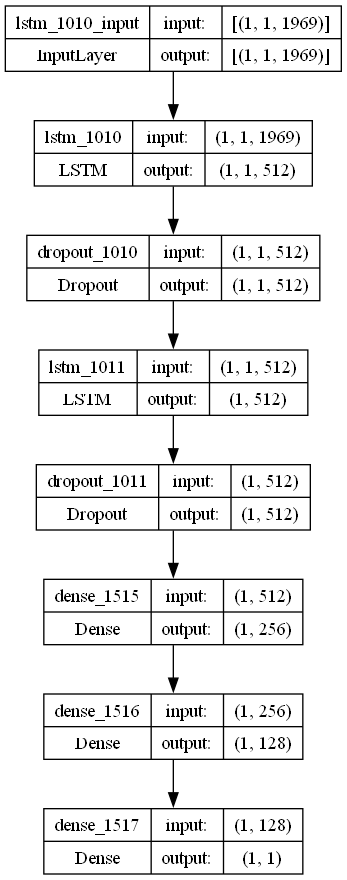 lstm_1010_input input: [(1, 1, 1969)]
InputLayer output: [(1, 1, 1969)]
lstm_1010 input: (1, 1, 1969)
LSTM output: (1, 1, 512)
dropout_1010 input: (1, 1, 512)
Dropout output: (1, 1, 512)
lstm_1011 input: (1, 1, 512)
LSTM output: (1, 512)
dropout_1011 input: (1, 512)
Dropout output: (1, 512)
dense_1515 input: (1, 512)
Dense output: (1, 256)
dense_1516 input: (1, 256)
Dense output: (1, 128)
dense_1517 input: (1, 128)
Dense output: (1, 1)